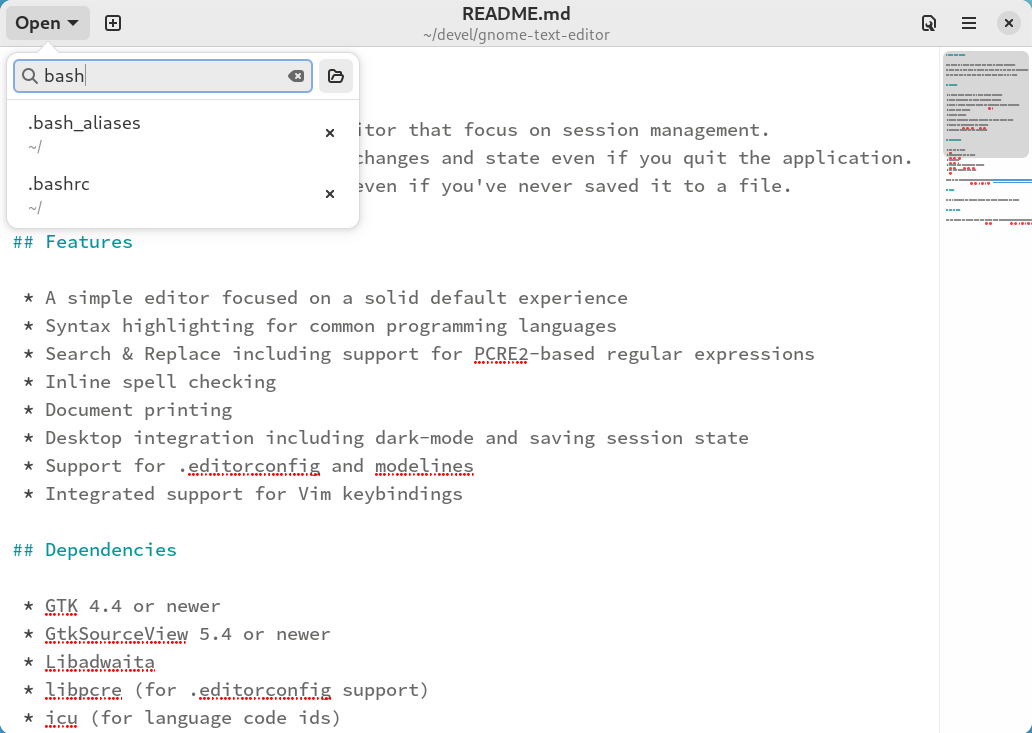 Open
README.md
~/devel/gnome-text-editor
bash
.bash_aliases
~/
.bashrc
~/
itor that focus on session management.
changes and state even if you quit the application.
even if you've never saved it to a file.
## Features
* A simple editor focused on a solid default experience
* Syntax highlighting for common programming languages
* Search & Replace including support for PCRE2-based regular expressions
* Inline spell checking
* Document printing
* Desktop integration including dark-mode and saving session state
* Support for .editorconfig and modelines
* Integrated support for Vim keybindings
## Dependencies
* GTK 4.4 or newer
* GtkSourceView 5.4 or newer
* Libadwaita
* libpcre (for .editorconfig support)
* icu (for language code ids)